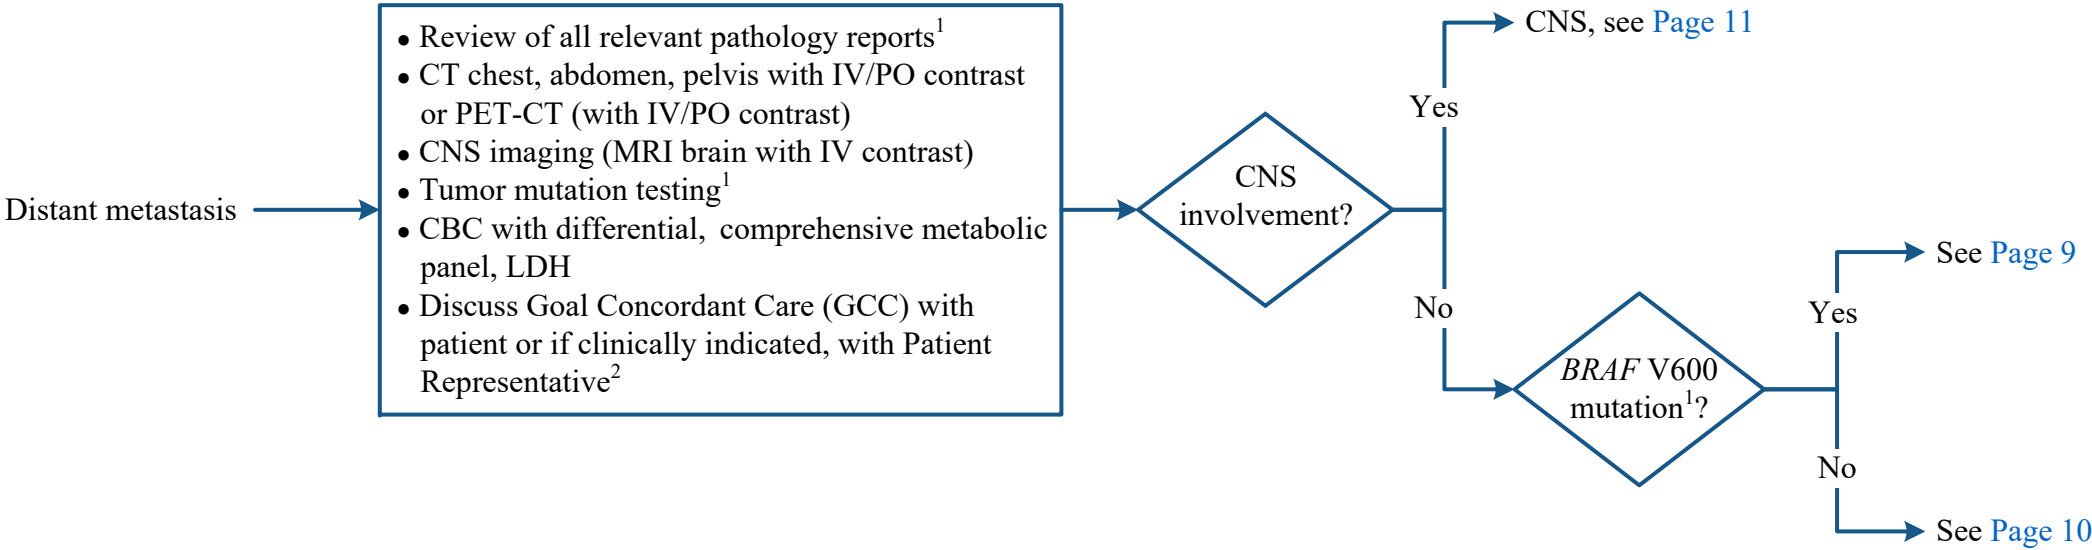 Distant metastasis
● Review of all relevant pathology reports1
● CT chest, abdomen, pelvis with IV/PO contrast
or PET-CT (with IV/PO contrast)
● CNS imaging (MRI brain with IV contrast)
● Tumor mutation testing1
● CBC with differential, comprehensive metabolic
panel, LDH
● Discuss Goal Concordant Care (GCC) with
patient or if clinically indicated, with Patient
Representative2
CNS
involvement?
Yes
CNS, see Page 11
No
BRAF V600
mutation1?
Yes
See Page 9
No
See Page 10